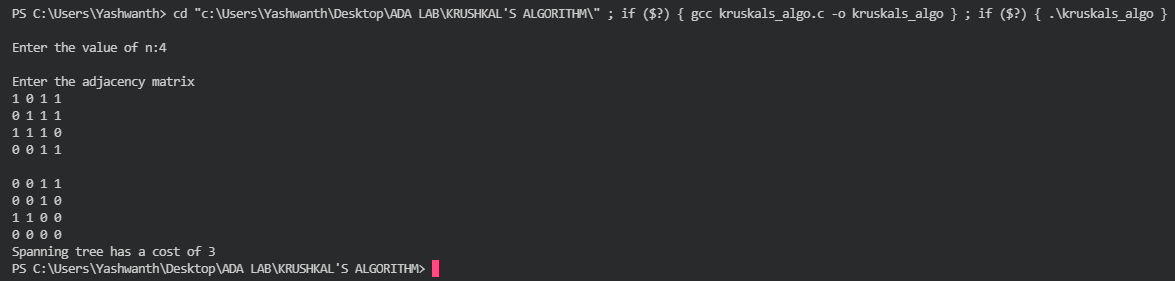 PS C:\Users\Yashwanth> cd "c:\Users\Yashwanth\Desktop\ADA LAB\KRUSHKAL'S ALGORITHM\" ; if ($?) { gcc kruskals_algo.c -o kruskals_algo } ; if ($?) { .\kruskals_algo }
Enter the value of n:4
Enter the adjacency matrix
1 0 1 1
0 1 1 1
1 1 1 0
0 0 1 1
0 0 1 1
0 0 1 0
1 1 0 0
0 0 0 0
Spanning tree has a cost of 3
PS C:\Users\Yashwanth\Desktop\ADA LAB\KRUSHKAL'S ALGORITHM>